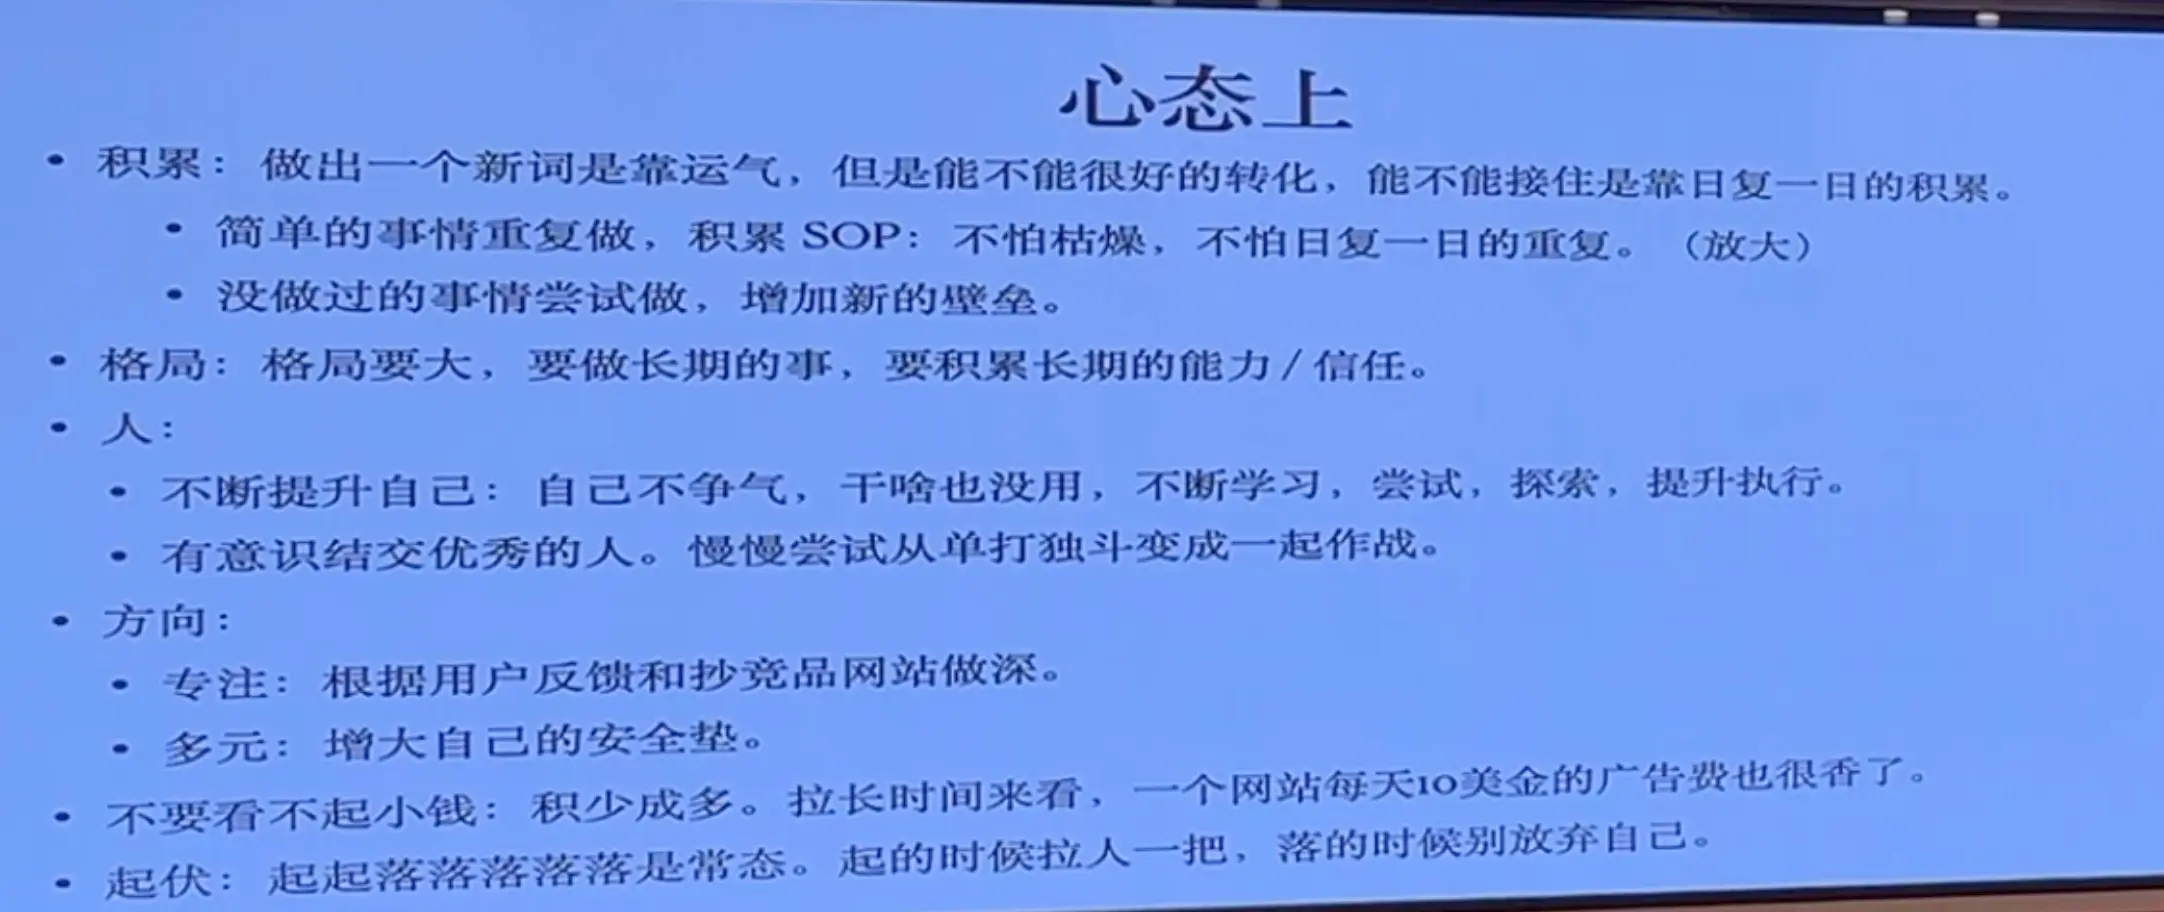 心态上
• 积累：做出一个新词是靠运气，但是能不能很好的转化，能不能接住是靠日复一日的积累。
• 简单的事情重复做，积累 SOP：不怕枯燥，不怕日复一日的重复。（放大）
• 没做过的事情尝试做，增加新的壁垒。
• 格局：格局要大，要做长期的事，要积累长期的能力 / 信任。
• 人：
• 不断提升自己：自己不争气，干啥也没用，不断学习，尝试，探索，提升执行。
• 有意识结交优秀的人。慢慢尝试从单打独斗变成一起作战。
• 方向：
• 专注：根据用户反馈和抄竞品网站做深。
• 多元：增大自己的安全垫。
• 不要看不起小钱：积少成多。拉长时间来看，一个网站每天10美金的广告费也很香了。
• 起伏：起起落落落落落是常态。起的时候拉人一把，落的时候别放弃自己。